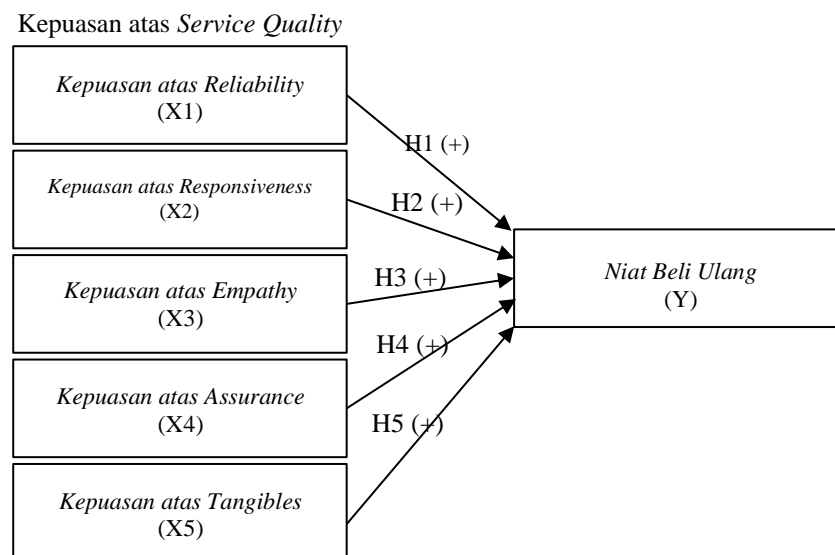 Kepuasan atas Service Quality
Kepuasan atas Reliability
(X1)
H1 (+)
Kepuasan atas Responsiveness
(X2)
H2 (+)
Kepuasan atas Empathy
(X3)
H3 (+)
Niat Beli Ulang
(Y)
H4 (+)
Kepuasan atas Assurance
(X4)
H5 (+)
Kepuasan atas Tangibles
(X5)